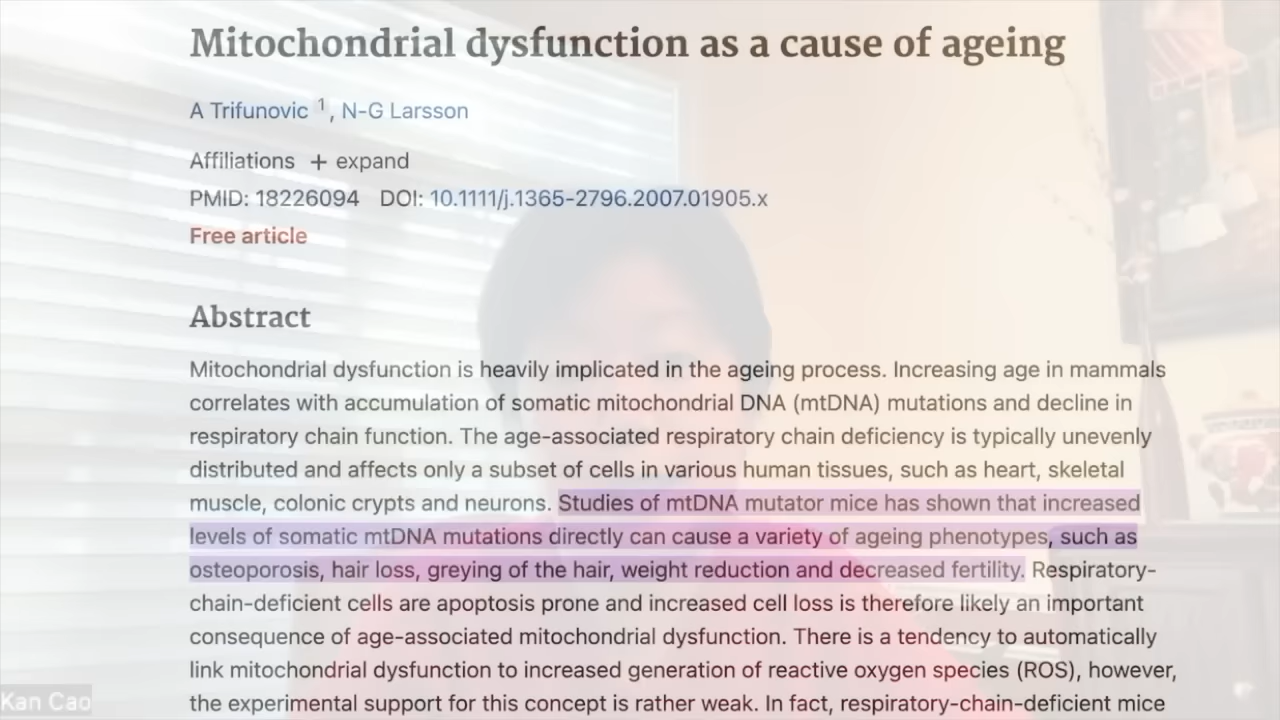 Mitochondrial dysfunction as a cause of ageing
A Trifunovic 1, N-G Larsson
Affiliations + expand
PMID: 18226094 DOI: 10.1111/j.1365-2796.2007.01905.x
Free article
Abstract
Mitochondrial dysfunction is heavily implicated in the ageing process. Increasing age in mammals
correlates with accumulation of somatic mitochondrial DNA (mtDNA) mutations and decline in
respiratory chain function. The age-associated respiratory chain deficiency is typically unevenly
distributed and affects only a subset of cells in various human tissues, such as heart, skeletal
muscle, colonic crypts and neurons. Studies of mtDNA mutator mice has shown that increased
levels of somatic mtDNA mutations directly can cause a variety of ageing phenotypes, such as
osteoporosis, hair loss, greying of the hair, weight reduction and decreased fertility. Respiratory-
chain-deficient cells are apoptosis prone and increased cell loss is therefore likely an important
consequence of age-associated mitochondrial dysfunction. There is a tendency to automatically
link mitochondrial dysfunction to increased generation of reactive oxygen species (ROS), however,
the experimental support for this concept is rather weak. In fact, respiratory-chain-deficient mice
Kan Cao